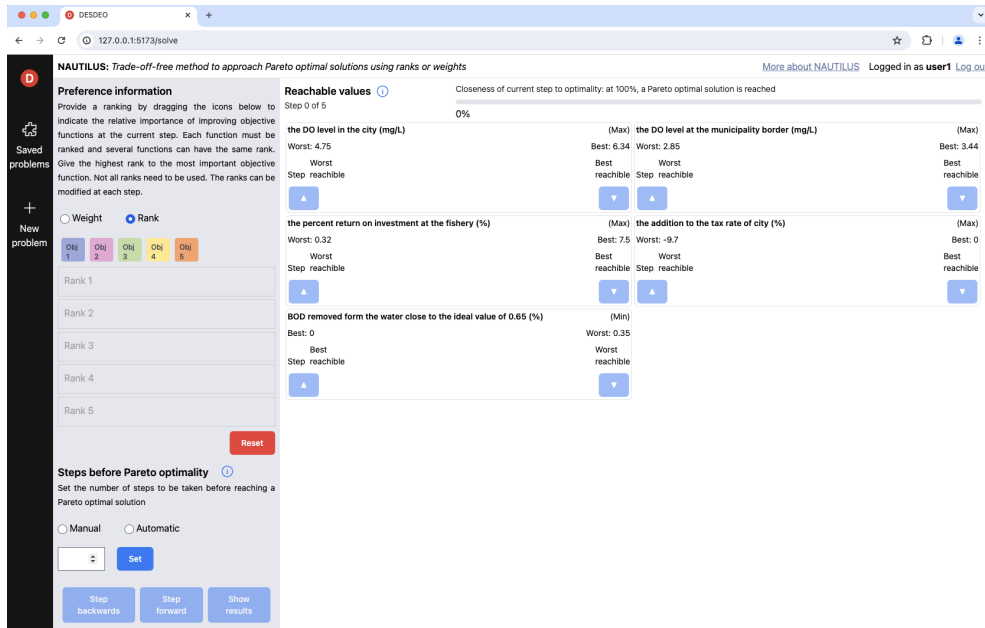 DESDEO
127.0.0.1:5173/solve
D
Saved
problems
New
problem
NAUTILUS: Trade-off-free method to approach Pareto optimal solutions using ranks or weights
More about NAUTILUS Logged in as user1 Log ou
Preference information
Provide a ranking by dragging the icons below to
indicate the relative importance of improving objective
functions at the current step. Each function must be
ranked and several functions can have the same rank.
Give the highest rank to the most important objective
function. Not all ranks need to be used. The ranks can be
modified at each step.
Weight Rank
Obj 1 Obj 2 Obj 3 Obj 4 Obj 5
Rank 1
Rank 2
Rank 3
Rank 4
Rank 5
Reset
Steps before Pareto optimality
Set the number of steps to be taken before reaching a
Pareto optimal solution
Manual Automatic
Set
Step backwards
Step forward
Show results
Reachable values
Step 0 of 5
Closeness of current step to optimality: at 100%, a Pareto optimal solution is reached
0%
the DO level in the city (mg/L) (Max)
Worst: 4.75 Best: 6.34
Worst Best
Step reachible reachible
the DO level at the municipality border (mg/L) (Max)
Worst: 2.85 Best: 3.44
Worst Best
Step reachible reachible
the percent return on investment at the fishery (%) (Max)
Worst: 0.32 Best: 7.5
Worst Best
Step reachible reachible
the addition to the tax rate of city (%) (Max)
Worst: -9.7 Best: 0
Worst Best
Step reachible reachible
BOD removed form the water close to the ideal value of 0.65 (%) (Min)
Best: 0 Worst: 0.35
Best Worst
Step reachible reachible